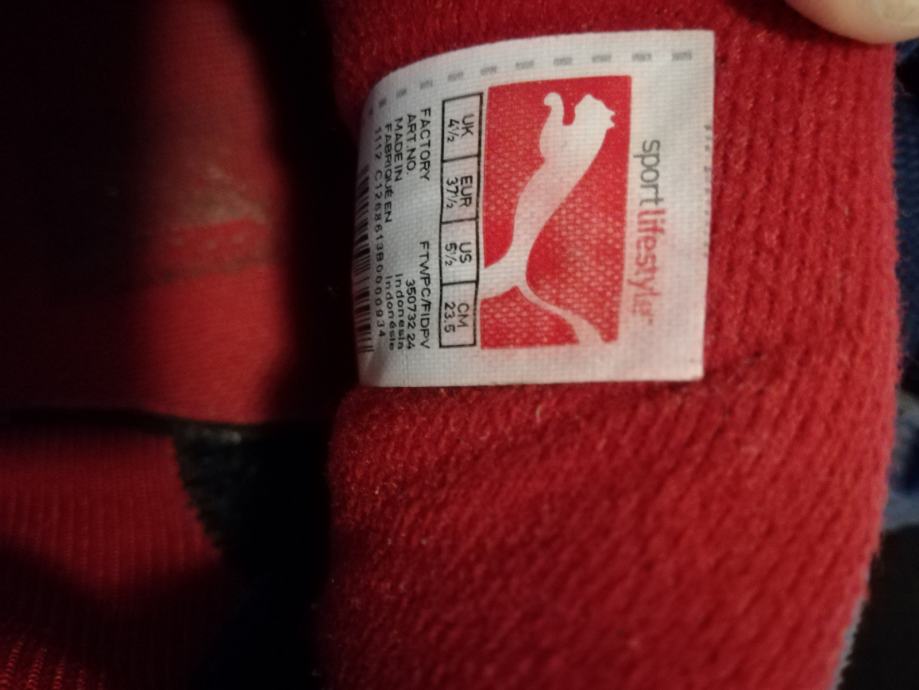 sportlifestyle
UK EUR US CM
4½ 37½ 5½ 23.5
FACTORY FTWPC/FIDPV
ART.NO. 350732 24
MADE IN Indonesia
FABRIQUÉ EN Indonésie